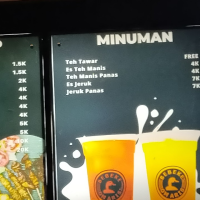 MINUMAN
Teh Tawar FREE
Es Teh Manis 4K
Teh Manis Panas 4K
Es Jeruk 7K
Jeruk Panas 7K
1.5K
1.5K
2K
4K
4K
4K
4K
6K
5K